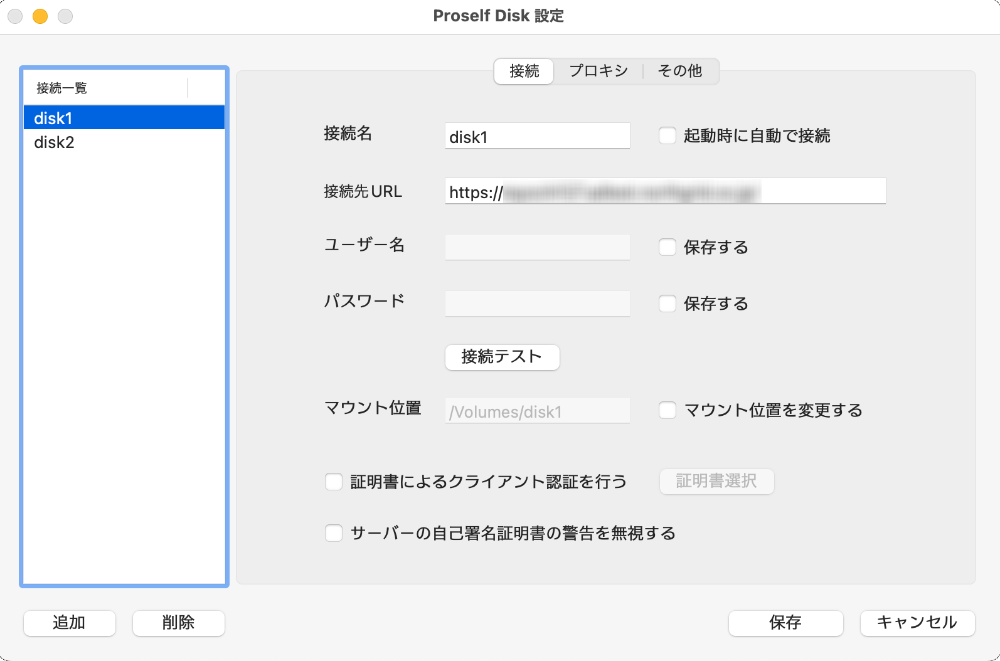 Proself Disk 設定
接続一覧
disk1
disk2
接続 プロキシ その他
接続名 disk1 起動時に自動で接続
接続先URL https://
ユーザー名 保存する
パスワード 保存する
接続テスト
マウント位置 /Volumes/disk1 マウント位置を変更する
証明書によるクライアント認証を行う 証明書選択
サーバーの自己署名証明書の警告を無視する
追加 削除 保存 キャンセル